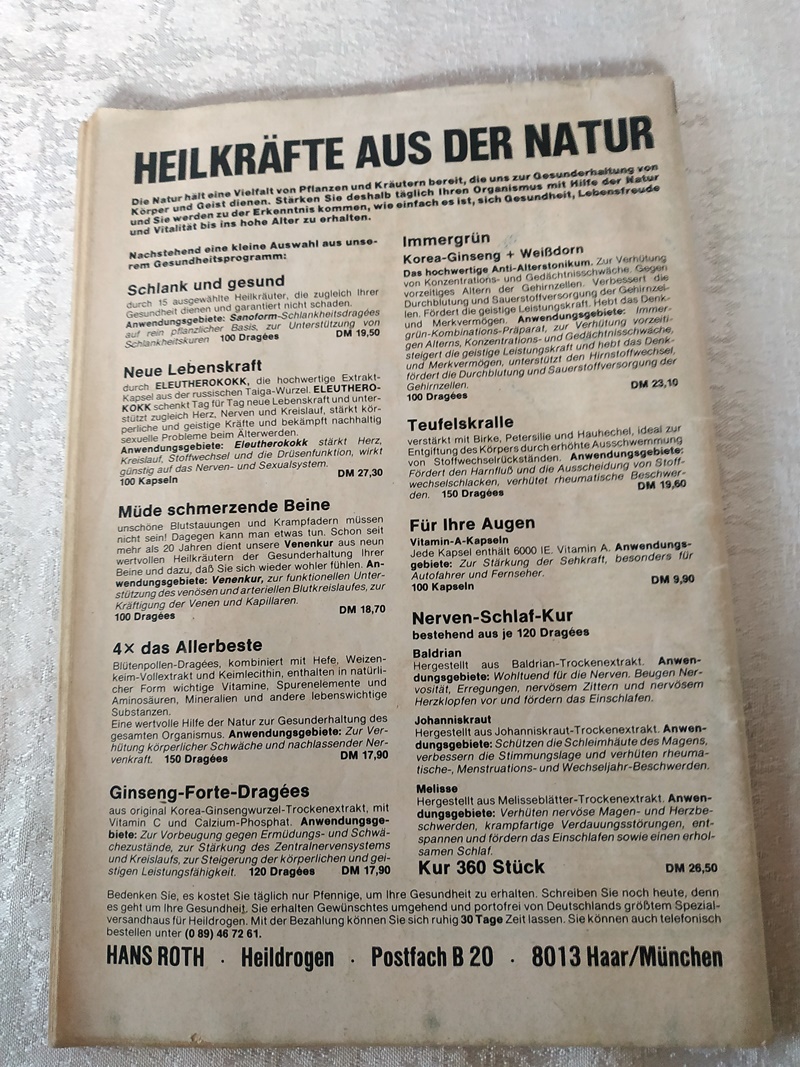 HEILKRÄFTE AUS DER NATUR
Die Natur hält eine Vielfalt von Pflanzen und Kräutern bereit, die uns zur Gesunderhaltung von
Körper und Geist dienen. Stärken Sie deshalb täglich Ihren Organismus mit Hilfe der Natur
und Sie werden zu der Erkenntnis kommen, wie einfach es ist, sich Gesundheit, Lebensfreude
und Vitalität bis ins hohe Alter zu erhalten.
Nachstehend eine kleine Auswahl aus unse-
rem Gesundheitsprogramm:
Schlank und gesund
durch 15 ausgewählte Heilkräuter, die zugleich Ihrer
Gesundheit dienen und garantiert nicht schaden.
Anwendungsgebiete: Sanoform-Schlankheitsdragées
auf rein pflanzlicher Basis, zur Unterstützung von
Schlankheitskuren 100 Dragées DM 19,50
Neue Lebenskraft
durch ELEUTHEROKOKK, die hochwertige Extrakt-
Kapsel aus der russischen Taiga-Wurzel. ELEUTHERO-
KOKK schenkt Tag für Tag neue Lebenskraft und unter-
stützt zugleich Herz, Nerven und Kreislauf, stärkt kör-
perliche und geistige Kräfte und bekämpft nachhaltig
sexuelle Probleme beim Älterwerden.
Anwendungsgebiete: Eleutherokokk stärkt Herz,
Kreislauf, Stoffwechsel und die Drüsenfunktion, wirkt
günstig auf das Nerven- und Sexualsystem.
100 Kapseln DM 27,30
Müde schmerzende Beine
unschöne Blutstauungen und Krampfadern müssen
nicht sein! Dagegen kann man etwas tun. Schon seit
mehr als 20 Jahren dient unsere Venenkur aus neun
wertvollen Heilkräutern der Gesunderhaltung Ihrer
Beine und dazu, daß Sie sich wieder wohler fühlen. An-
wendungsgebiete: Venenkur, zur funktionellen Unter-
stützung des venösen und arteriellen Blutkreislaufes, zur
Kräftigung der Venen und Kapillaren.
100 Dragées DM 18,70
4× das Allerbeste
Blütenpollen-Dragées, kombiniert mit Hefe, Weizen-
keim-Vollextrakt und Keimlecithin, enthalten in natürli-
cher Form wichtige Vitamine, Spurenelemente und
Aminosäuren, Mineralien und andere lebenswichtige
Substanzen.
Eine wertvolle Hilfe der Natur zur Gesunderhaltung des
gesamten Organismus. Anwendungsgebiete: Zur Ver-
hütung körperlicher Schwäche und nachlassender Ner-
venkraft. 150 Dragées DM 17,90
Ginseng-Forte-Dragées
aus original Korea-Ginsengwurzel-Trockenextrakt, mit
Vitamin C und Calzium-Phosphat. Anwendungsge-
biete: Zur Vorbeugung gegen Ermüdungs- und Schwä-
chezustände, zur Stärkung des Zentralnervensystems
und Kreislaufs, zur Steigerung der körperlichen und gei-
stigen Leistungsfähigkeit. 120 Dragées DM 17,90
Immergrün
Korea-Ginseng + Weißdorn
Das hochwertige Anti-Alterstonikum. Zur Verhütung
von Konzentrations- und Gedächtnisschwäche. Gegen
vorzeitiges Altern der Gehirnzellen. Verbessert die
Durchblutung und Sauerstoffversorgung der Gehirnzel-
len. Fördert die geistige Leistungskraft. Hebt das Denk-
und Merkvermögen. Anwendungsgebiete: Immer-
grün-Kombinations-Präparat, zur Verhütung vorzeiti-
gen Alterns, Konzentrations- und Gedächtnisschwäche,
steigert die geistige Leistungskraft und hebt das Denk-
und Merkvermögen, unterstützt den Hirnstoffwechsel,
fördert die Durchblutung und Sauerstoffversorgung der
Gehirnzellen.
100 Dragées DM 23,10
Teufelskralle
verstärkt mit Birke, Petersilie und Hauhechel, ideal zur
Entgiftung des Körpers durch erhöhte Ausschwemmung
von Stoffwechselrückständen. Anwendungsgebiete:
Fördert den Harnfluß und die Ausscheidung von Stoff-
wechselschlacken, verhütet rheumatische Beschwer-
den. 150 Dragées DM 19,60
Für Ihre Augen
Vitamin-A-Kapseln
Jede Kapsel enthält 6000 IE. Vitamin A. Anwendungs-
gebiete: Zur Stärkung der Sehkraft, besonders für
Autofahrer und Fernseher.
100 Kapseln DM 9,90
Nerven-Schlaf-Kur
bestehend aus je 120 Dragées
Baldrian
Hergestellt aus Baldrian-Trockenextrakt. Anwen-
dungsgebiete: Wohltuend für die Nerven. Beugen Ner-
vosität, Erregungen, nervösem Zittern und nervösem
Herzklopfen vor und fördern das Einschlafen.
Johanniskraut
Hergestellt aus Johanniskraut-Trockenextrakt. Anwen-
dungsgebiete: Schützen die Schleimhäute des Magens,
verbessern die Stimmungslage und verhüten rheuma-
tische-, Menstruations- und Wechseljahr-Beschwerden.
Melisse
Hergestellt aus Melisseblätter-Trockenextrakt. Anwen-
dungsgebiete: Verhüten nervöse Magen- und Herzbe-
schwerden, krampfartige Verdauungsstörungen, ent-
spannen und fördern das Einschlafen sowie einen erhol-
samen Schlaf.
Kur 360 Stück DM 26,50
Bedenken Sie, es kostet Sie täglich nur Pfennige, um Ihre Gesundheit zu erhalten. Schreiben Sie noch heute, denn
es geht um Ihre Gesundheit. Sie erhalten Gewünschtes umgehend und portofrei von Deutschlands größtem Spezial-
versandhaus für Heildrogen. Mit der Bezahlung können Sie sich ruhig 30 Tage Zeit lassen. Sie können auch telefonisch
bestellen unter (0 89) 46 72 61.
HANS ROTH · Heildrogen · Postfach B 20 · 8013 Haar/München